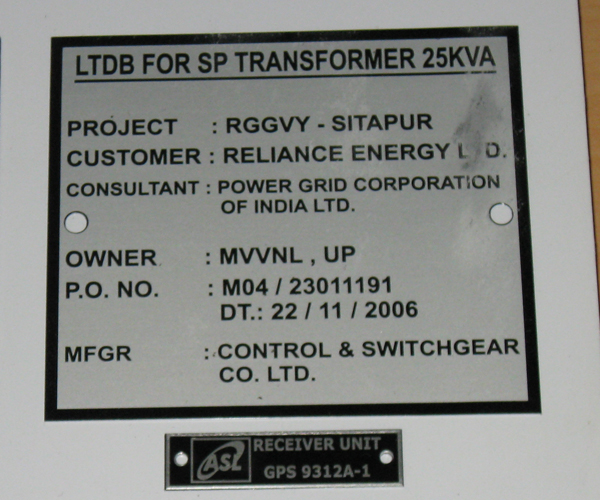 LTDB FOR SP TRANSFORMER 25KVA
PROJECT : RGGVY - SITAPUR
CUSTOMER : RELIANCE ENERGY LTD.
CONSULTANT : POWER GRID CORPORATION
OF INDIA LTD.
OWNER : MVVNL , UP
P.O. NO. : M04 / 23011191
DT.: 22 / 11 / 2006
MFGR : CONTROL & SWITCHGEAR
CO. LTD.
ASL RECEIVER UNIT
GPS 9312A-1